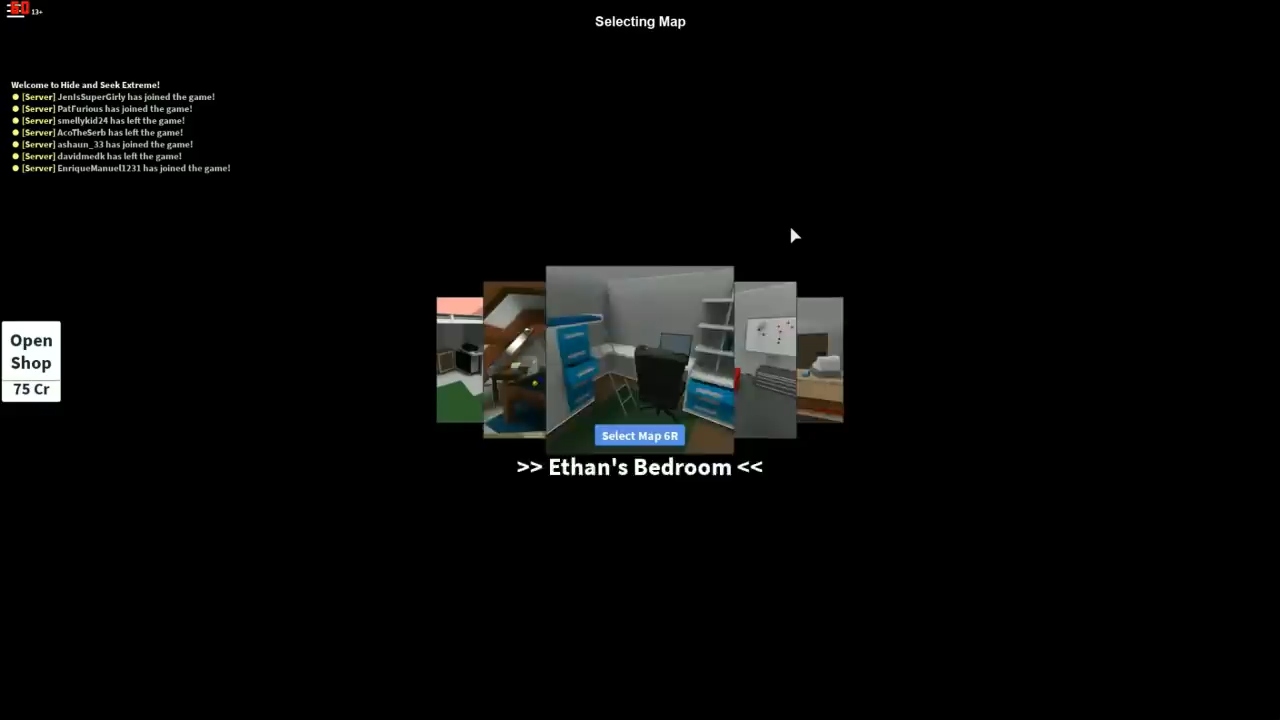 60
13+
Selecting Map
Welcome to Hide and Seek Extreme!
[Server] JenIsSuperGirly has joined the game!
[Server] PatFurious has joined the game!
[Server] smellykid24 has left the game!
[Server] AcoTheSerb has left the game!
[Server] ashaun_33 has joined the game!
[Server] davidmedk has left the game!
[Server] EnriqueManuel1231 has joined the game!
Open
Shop
75 Cr
Select Map 6R
>> Ethan's Bedroom <<